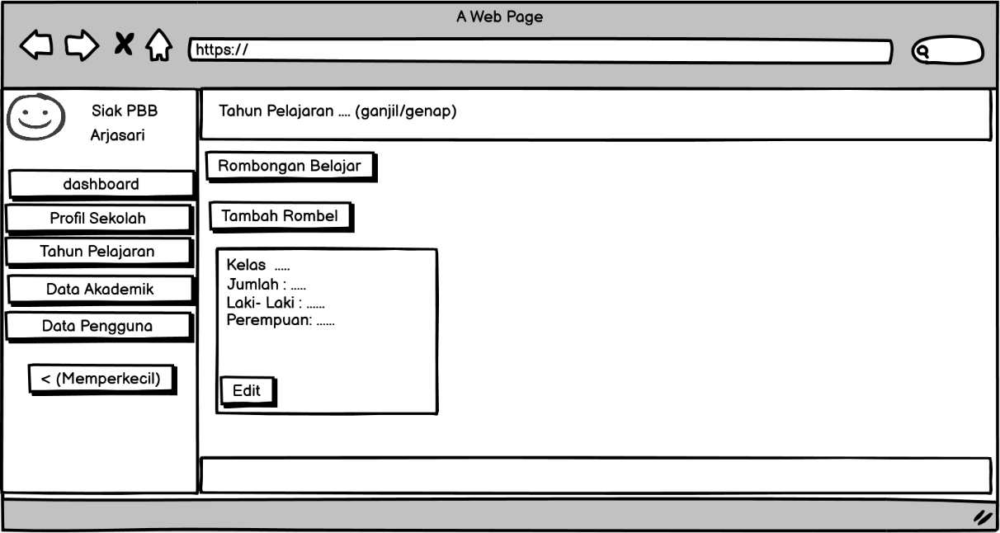 A Web Page
https://
Siak PBB
Arjasari
Tahun Pelajaran .... (ganjil/genap)
Rombongan Belajar
dashboard
Profil Sekolah
Tahun Pelajaran
Data Akademik
Data Pengguna
< (Memperkecil)
Tambah Rombel
Kelas .....
Jumlah : .....
Laki- Laki : ......
Perempuan: ......
Edit